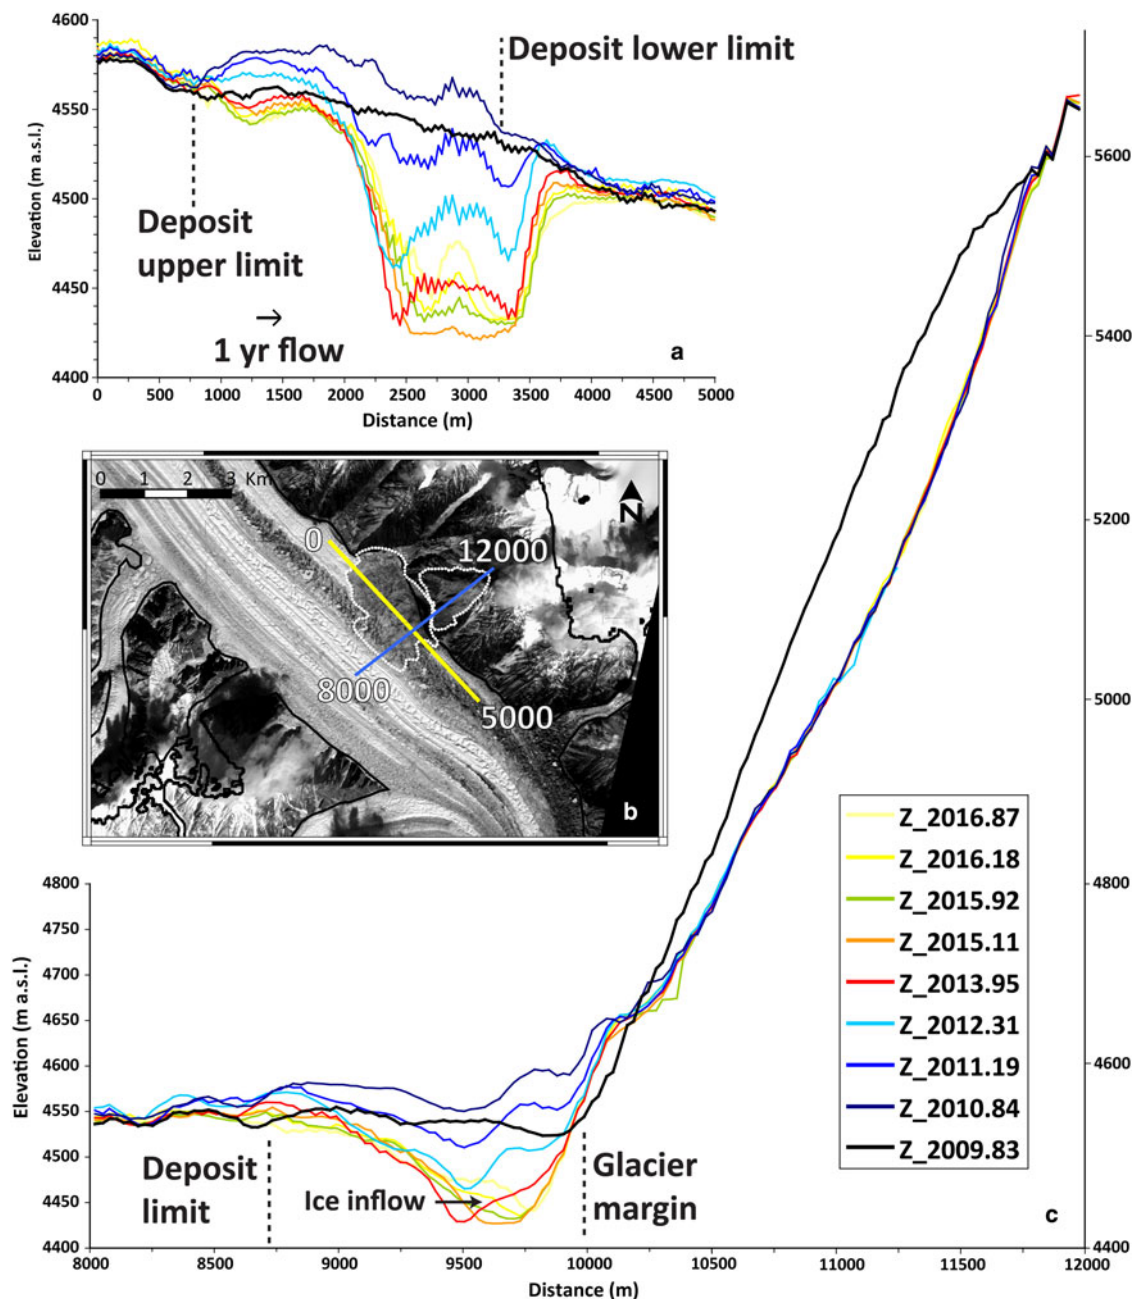 4600
4550
4500
4450
4400
Elevation (m a.s.l.)
Deposit lower limit
Deposit
upper limit
→
1 yr flow
a
0
500
1000
1500
2000
2500
3000
3500
4000
4500
5000
Distance (m)
0 1 2 3 Km
N
0
12000
8000
5000
b
5600
5400
5200
5000
4800
4600
4400
Z_2016.87
Z_2016.18
Z_2015.92
Z_2015.11
Z_2013.95
Z_2012.31
Z_2011.19
Z_2010.84
Z_2009.83
4800
4750
4700
4650
4600
4550
4500
4450
4400
Elevation (m a.s.l.)
Deposit
limit
Ice inflow
Glacier
margin
c
8000
8500
9000
9500
10000
10500
11000
11500
12000
Distance (m)